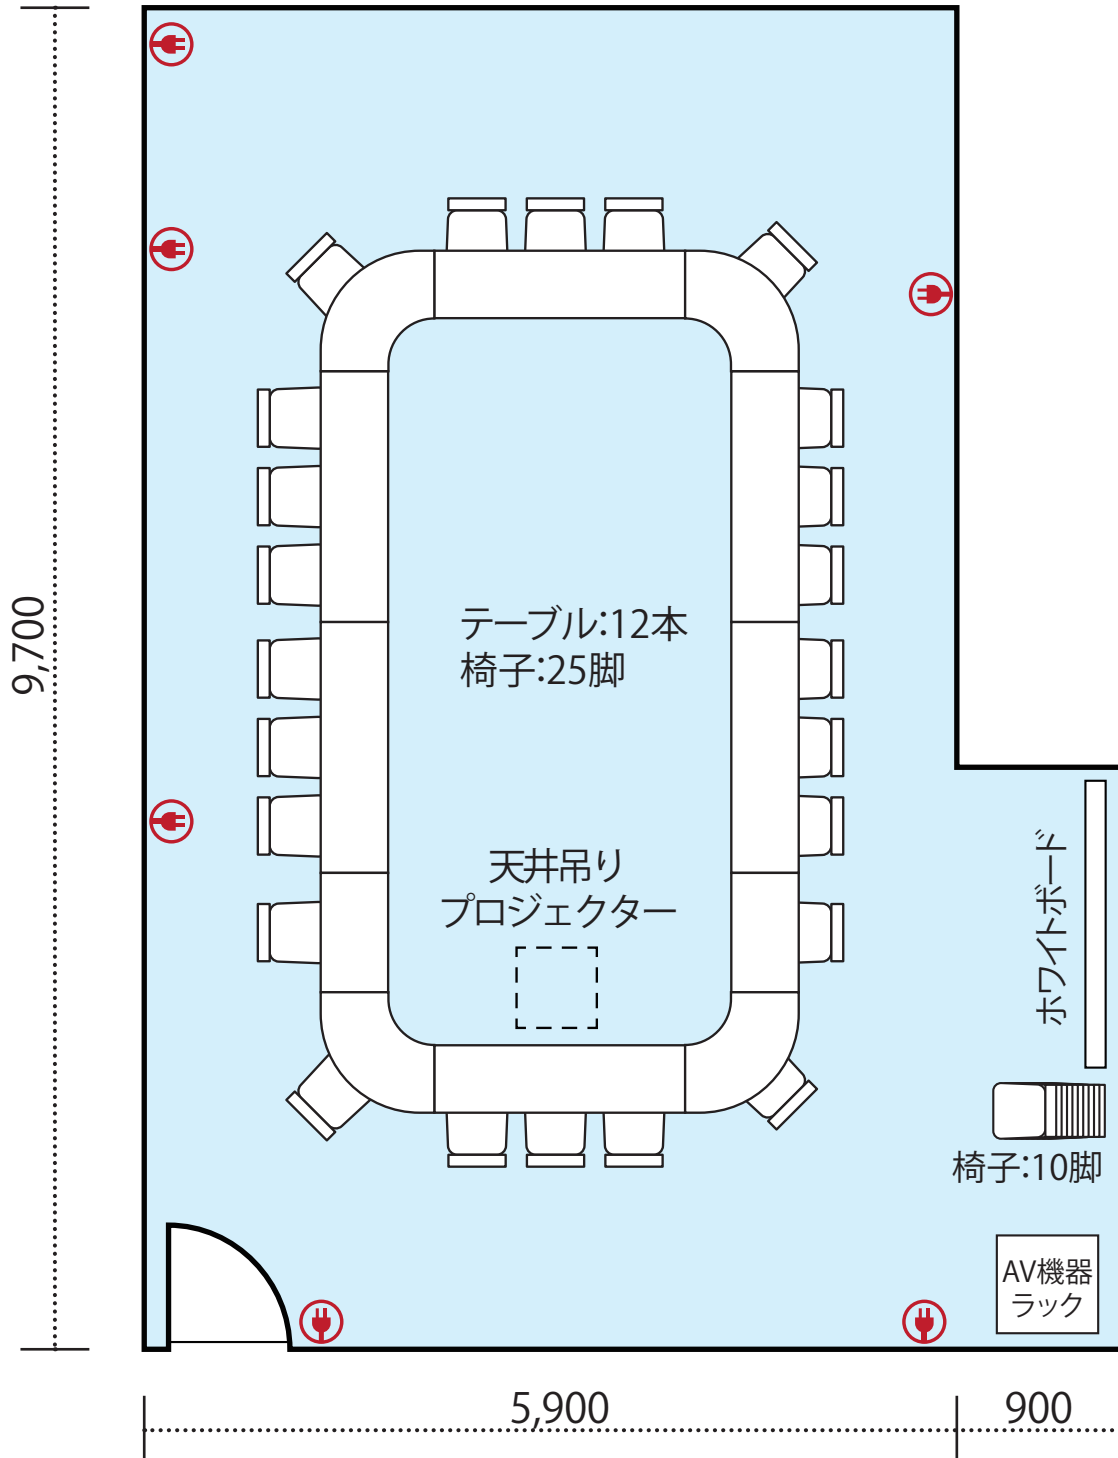 9,700
テーブル:12本
椅子:25脚
天井吊り
プロジェクター
ホワイトボード
椅子:10脚
AV機器
ラック
5,900
900